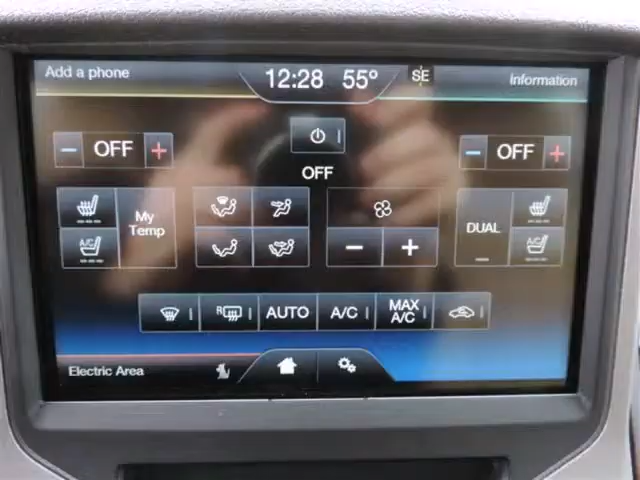 Add a phone
12:28 55° SE
Information
− OFF +
OFF
− OFF +
My
Temp
A/C
− +
DUAL
A/C
R
AUTO
A/C
MAX
A/C
Electric Area